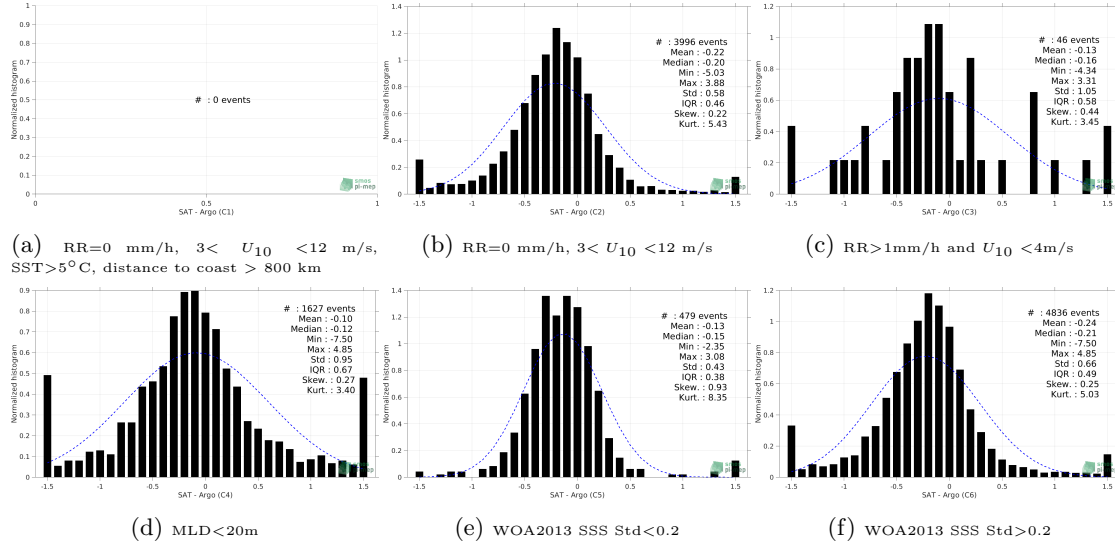 1
0.9
0.8
0.7
0.6
0.5
0.4
0.3
0.2
0.1
0
0
0.5
1
Normalized histogram
# : 0 events
SAT - Argo (C1)
smos
pi-mep
(a) RR=0 mm/h, 3< U10 <12 m/s,
SST>5°C, distance to coast > 800 km
1.4
1.2
1
0.8
0.6
0.4
0.2
0
-1.5
-1
-0.5
0
0.5
1
1.5
Normalized histogram
# : 3996 events
Mean : -0.22
Median : -0.20
Min : -5.03
Max : 3.88
Std : 0.58
IQR : 0.46
Skew. : 0.22
Kurt. : 5.43
SAT - Argo (C2)
smos
pi-mep
(b) RR=0 mm/h, 3< U10 <12 m/s
1.2
1
0.8
0.6
0.4
0.2
0
-1.5
-1
-0.5
0
0.5
1
1.5
Normalized histogram
# : 46 events
Mean : -0.13
Median : -0.16
Min : -4.34
Max : 3.31
Std : 1.05
IQR : 0.58
Skew. : 0.44
Kurt. : 3.45
SAT - Argo (C3)
smos
pi-mep
(c) RR>1mm/h and U10 <4m/s
0.9
0.8
0.7
0.6
0.5
0.4
0.3
0.2
0.1
0
-1.5
-1
-0.5
0
0.5
1
1.5
Normalized histogram
# : 1627 events
Mean : -0.10
Median : -0.12
Min : -7.50
Max : 4.85
Std : 0.95
IQR : 0.67
Skew. : 0.27
Kurt. : 3.40
SAT - Argo (C4)
smos
pi-mep
(d) MLD<20m
1.4
1.2
1
0.8
0.6
0.4
0.2
0
-1.5
-1
-0.5
0
0.5
1
1.5
Normalized histogram
# : 479 events
Mean : -0.13
Median : -0.15
Min : -2.35
Max : 3.08
Std : 0.43
IQR : 0.38
Skew. : 0.93
Kurt. : 8.35
SAT - Argo (C5)
smos
pi-mep
(e) WOA2013 SSS Std<0.2
1.2
1
0.8
0.6
0.4
0.2
0
-1.5
-1
-0.5
0
0.5
1
1.5
Normalized histogram
# : 4836 events
Mean : -0.24
Median : -0.21
Min : -7.50
Max : 4.85
Std : 0.66
IQR : 0.49
Skew. : 0.25
Kurt. : 5.03
SAT - Argo (C6)
smos
pi-mep
(f) WOA2013 SSS Std>0.2